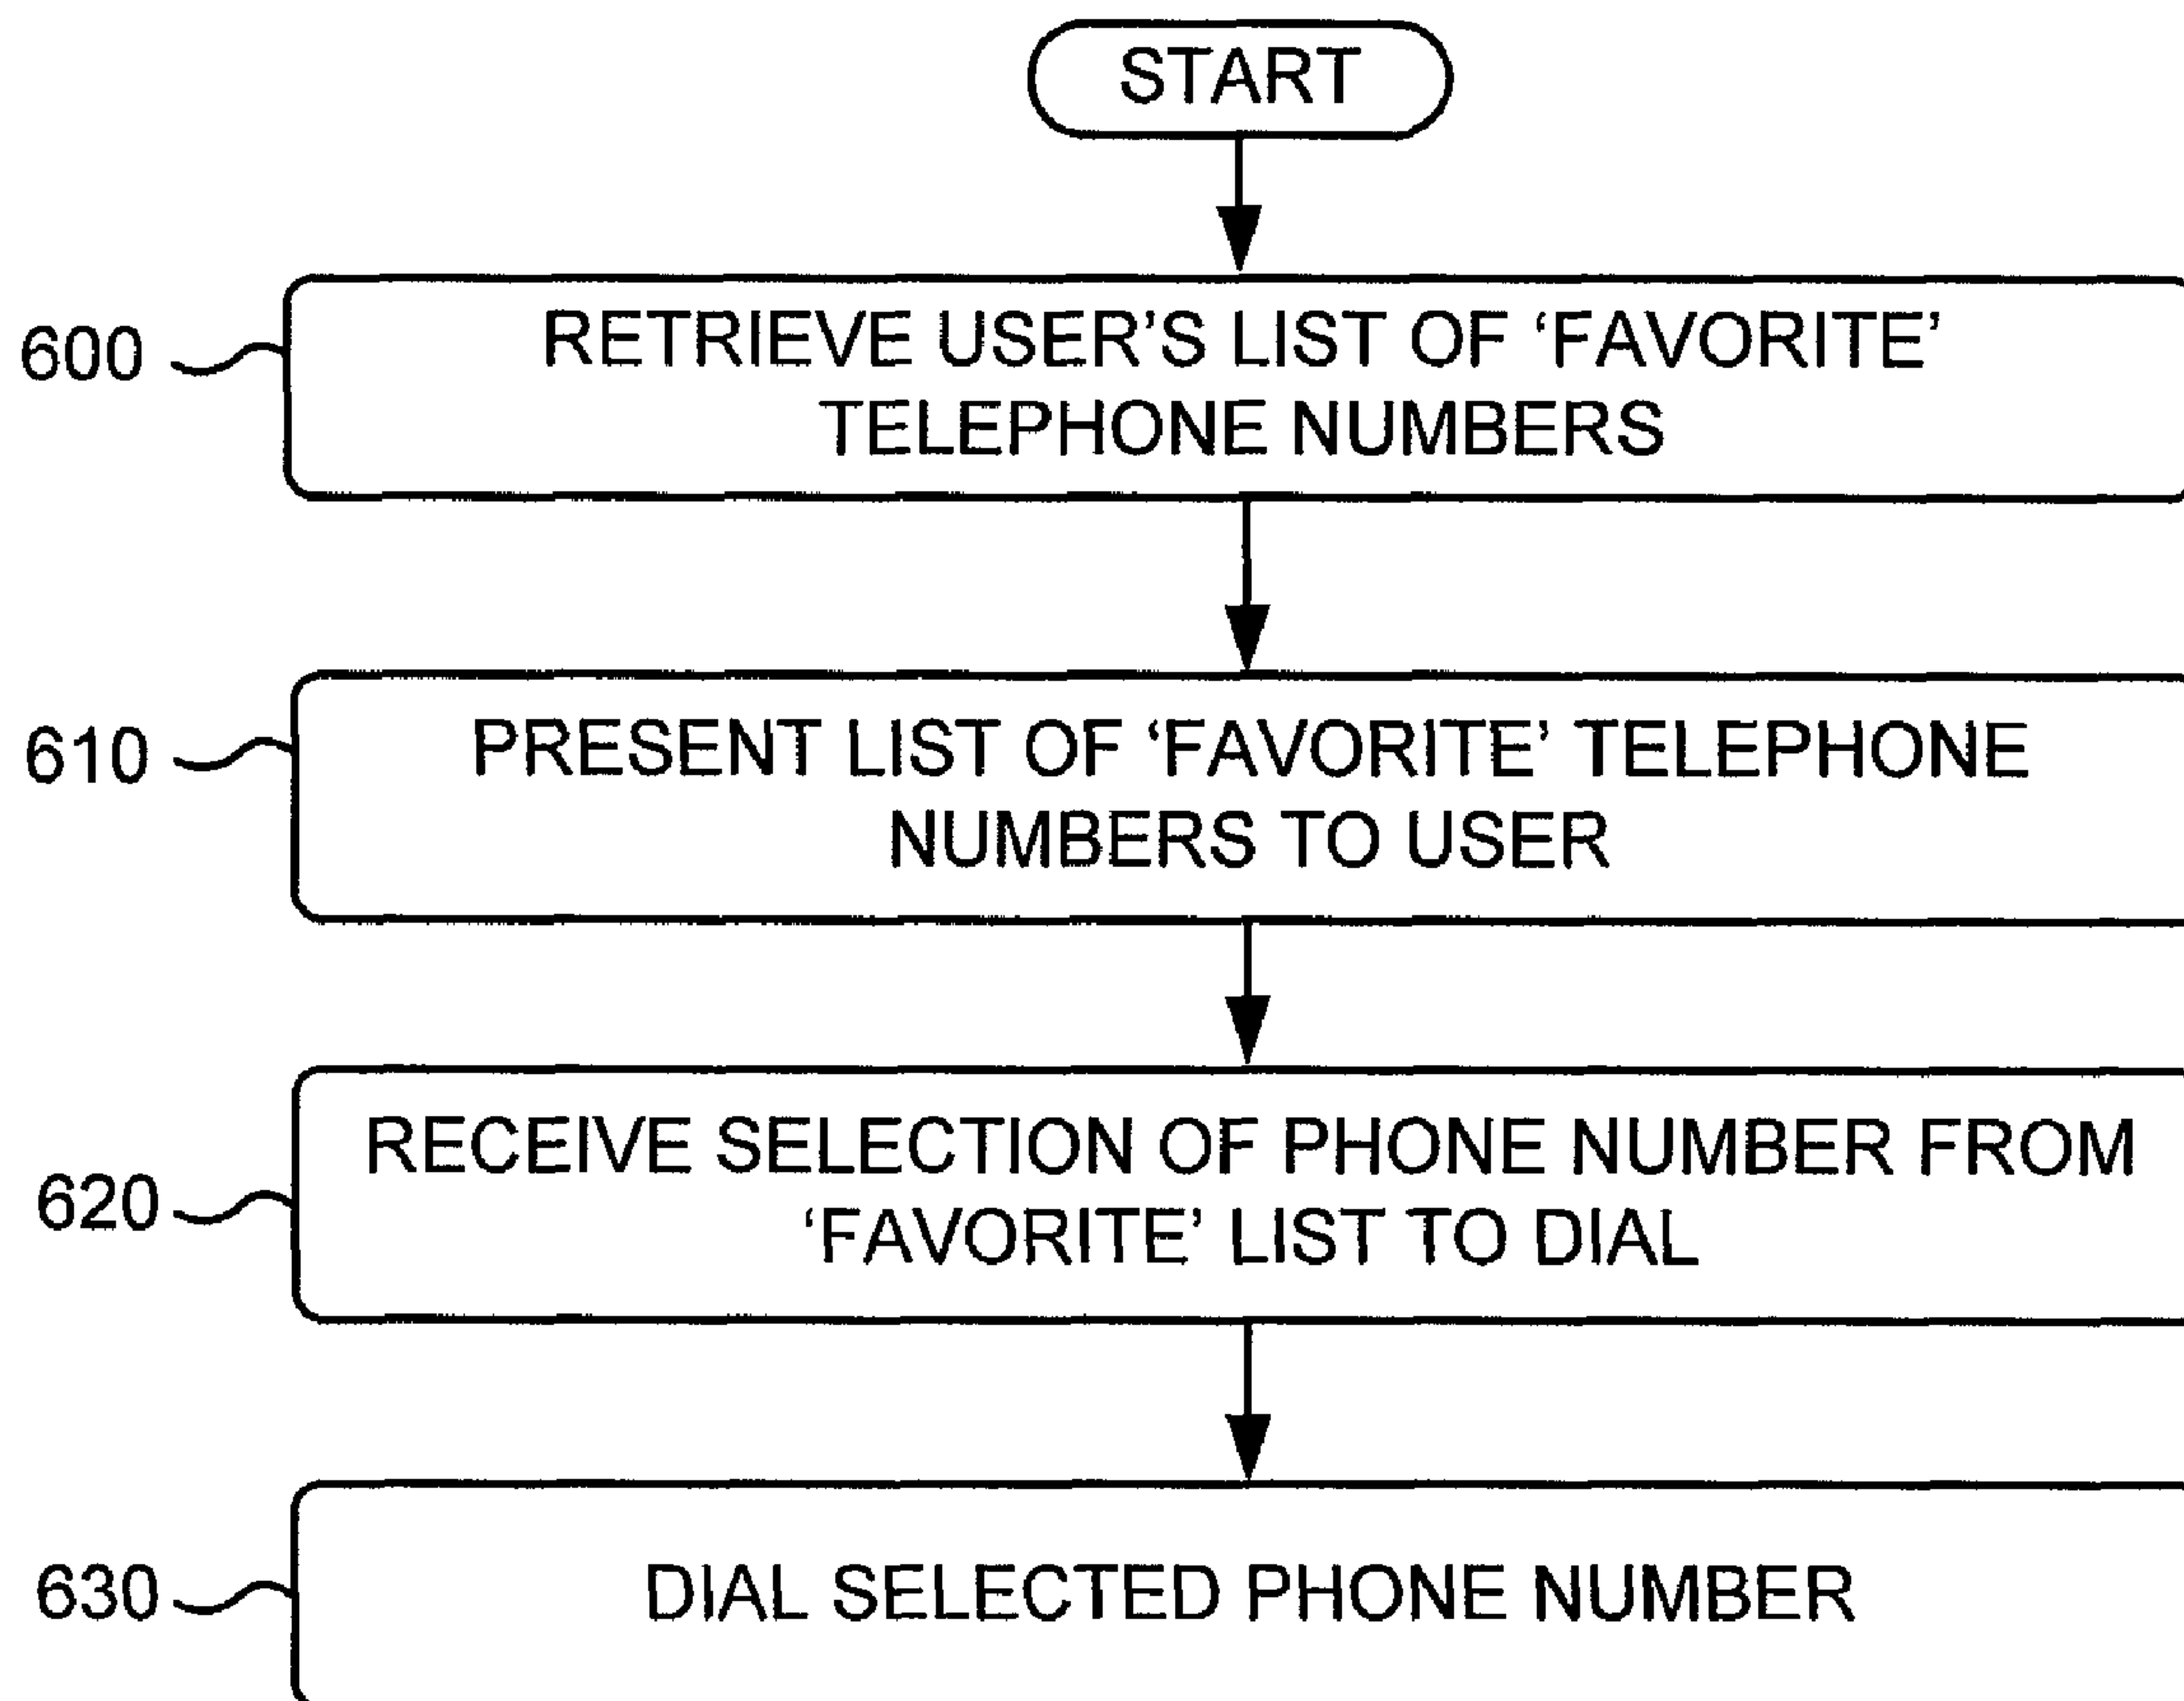 START
600
RETRIEVE USER'S LIST OF ‘FAVORITE’
TELEPHONE NUMBERS
610
PRESENT LIST OF ‘FAVORITE’ TELEPHONE
NUMBERS TO USER
620
RECEIVE SELECTION OF PHONE NUMBER FROM
‘FAVORITE’ LIST TO DIAL
630
DIAL SELECTED PHONE NUMBER